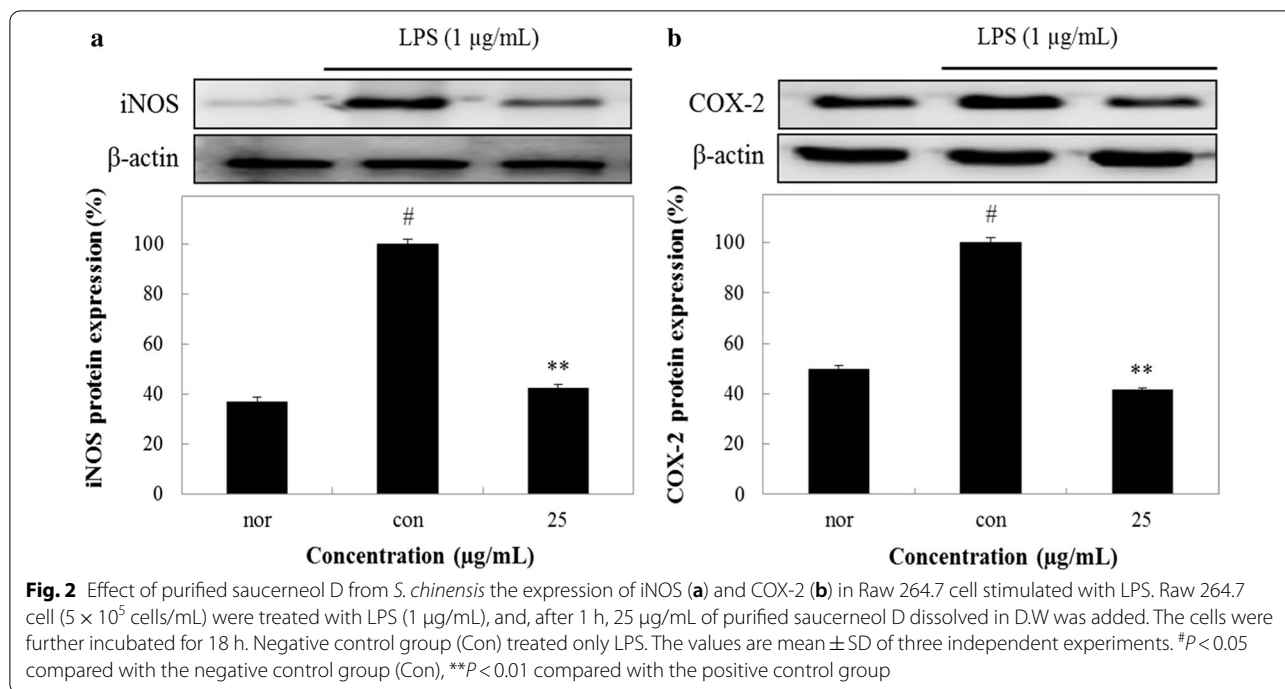 a
LPS (1 μg/mL)
iNOS
β-actin
iNOS protein expression (%)
#
**
100
80
60
40
20
0
nor con 25
Concentration (μg/mL)
b
LPS (1 μg/mL)
COX-2
β-actin
COX-2 protein expression (%)
#
**
100
80
60
40
20
0
nor con 25
Concentration (μg/mL)
Fig. 2 Effect of purified saucerneol D from S. chinensis the expression of iNOS (a) and COX-2 (b) in Raw 264.7 cell stimulated with LPS. Raw 264.7
cell (5 × 10⁵ cells/mL) were treated with LPS (1 μg/mL), and, after 1 h, 25 μg/mL of purified saucerneol D dissolved in D.W was added. The cells were
further incubated for 18 h. Negative control group (Con) treated only LPS. The values are mean ± SD of three independent experiments. #P < 0.05
compared with the negative control group (Con), **P < 0.01 compared with the positive control group